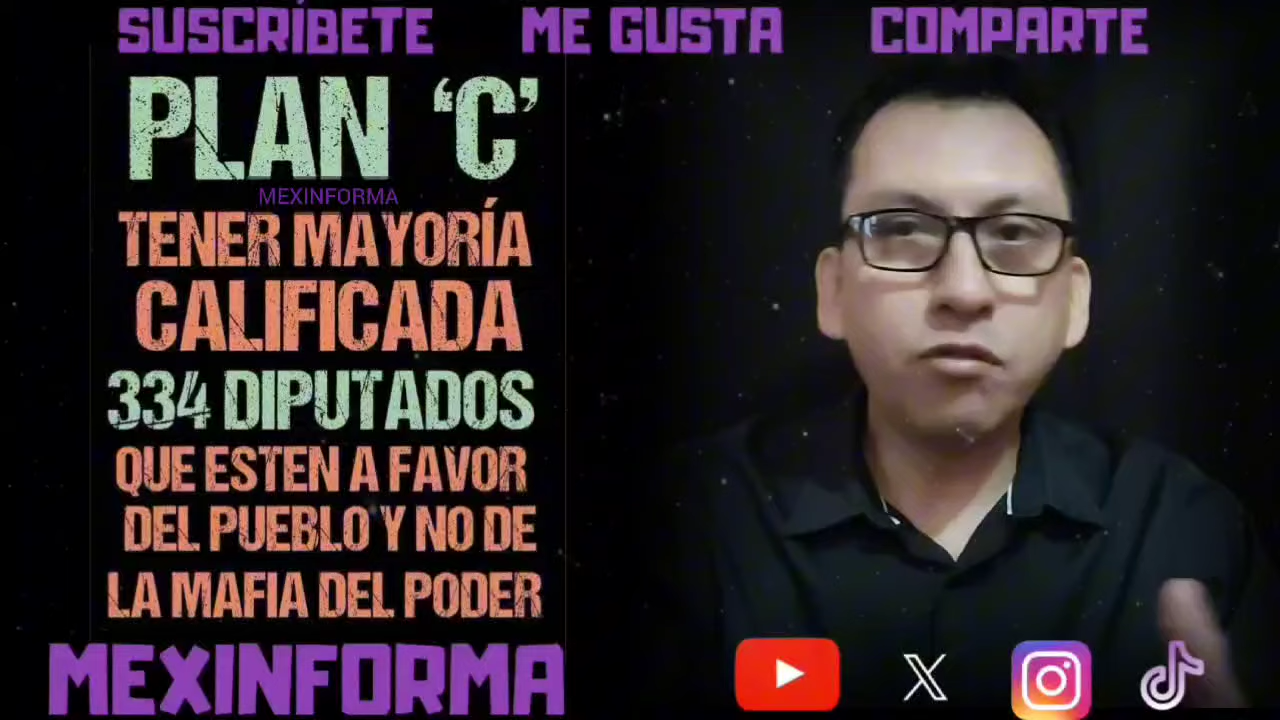 SUSCRÍBETE ME GUSTA COMPARTE
PLAN ‘C’
MEXINFORMA
TENER MAYORÍA
CALIFICADA
334 DIPUTADOS
QUE ESTEN A FAVOR
DEL PUEBLO Y NO DE
LA MAFIA DEL PODER
MEXINFORMA